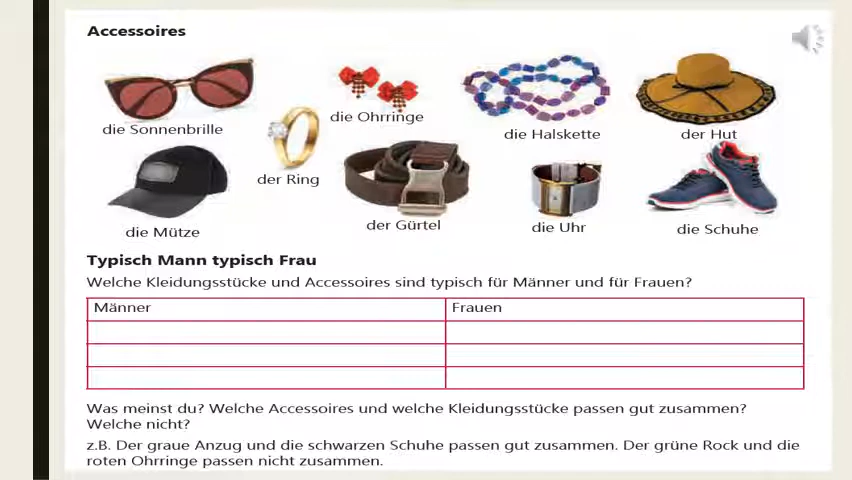 Accessoires
die Sonnenbrille
der Ring
die Ohrringe
die Halskette
der Hut
die Mütze
der Gürtel
die Uhr
die Schuhe
Typisch Mann typisch Frau
Welche Kleidungsstücke und Accessoires sind typisch für Männer und für Frauen?
Männer
Frauen
Was meinst du? Welche Accessoires und welche Kleidungsstücke passen gut zusammen?
Welche nicht?
z.B. Der graue Anzug und die schwarzen Schuhe passen gut zusammen. Der grüne Rock und die
roten Ohrringe passen nicht zusammen.